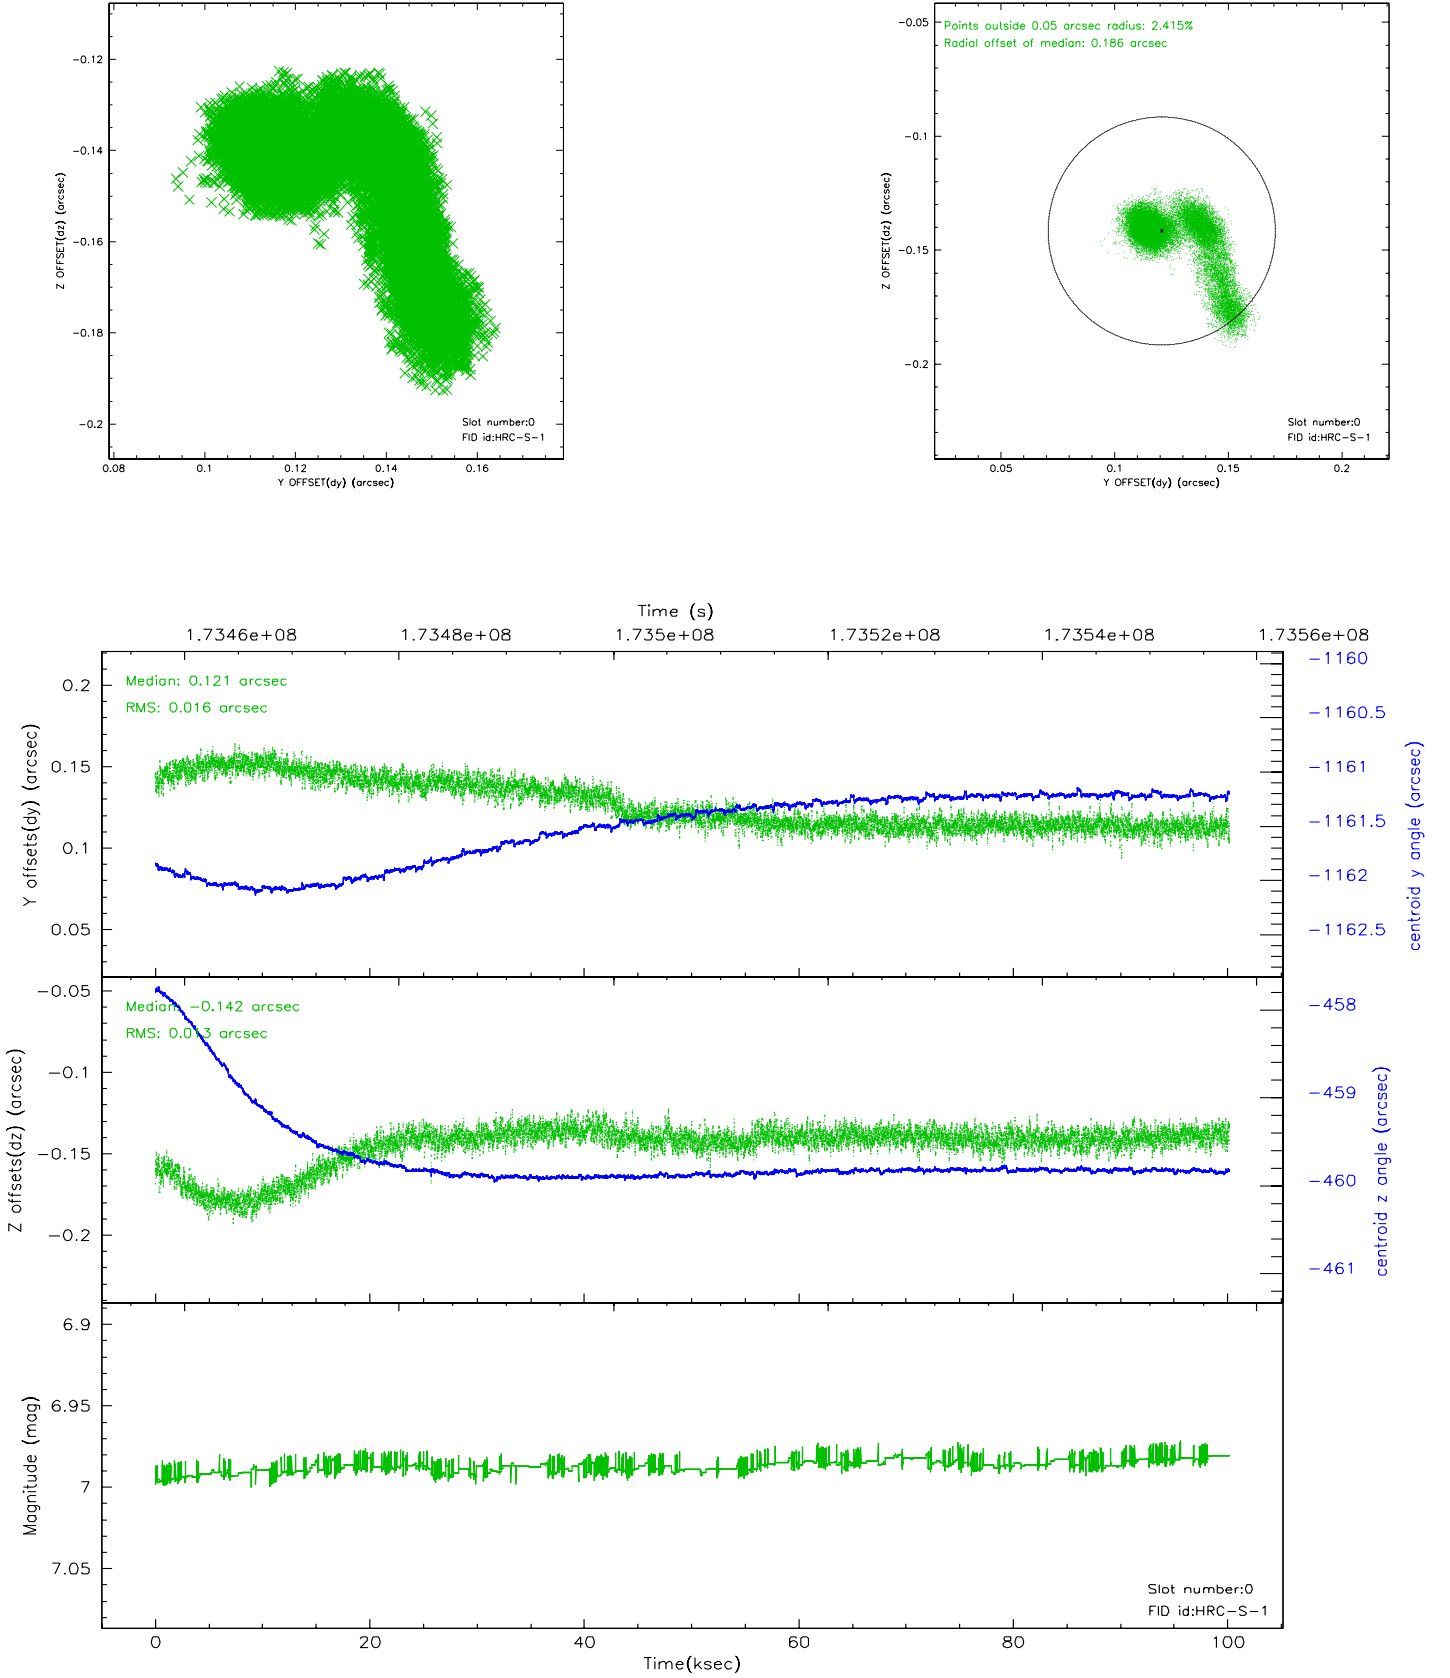 −0.12
−0.14
−0.16
−0.18
−0.2
Z OFFSET(dz) (arcsec)
Slot number:0
FID id:HRC−S−1
0.08 0.1 0.12 0.14 0.16
Y OFFSET(dy) (arcsec)
Points outside 0.05 arcsec radius: 2.415%
Radial offset of median: 0.186 arcsec
−0.05
−0.1
−0.15
−0.2
Z OFFSET(dz) (arcsec)
Slot number:0
FID id:HRC−S−1
0.05 0.1 0.15 0.2
Y OFFSET(dy) (arcsec)
Time (s)
1.7346e+08 1.7348e+08 1.735e+08 1.7352e+08 1.7354e+08 1.7356e+08
Median: 0.121 arcsec
RMS: 0.016 arcsec
0.2
0.15
0.1
0.05
Y offsets(dy) (arcsec)
−1160
−1160.5
−1161
−1161.5
−1162
−1162.5
centroid y angle (arcsec)
Median: −0.142 arcsec
RMS: 0.013 arcsec
−0.05
−0.1
−0.15
−0.2
Z offsets(dz) (arcsec)
−458
−459
−460
−461
centroid z angle (arcsec)
6.9
6.95
7
7.05
Magnitude (mag)
Slot number:0
FID id:HRC−S−1
0 20 40 60 80 100
Time(ksec)